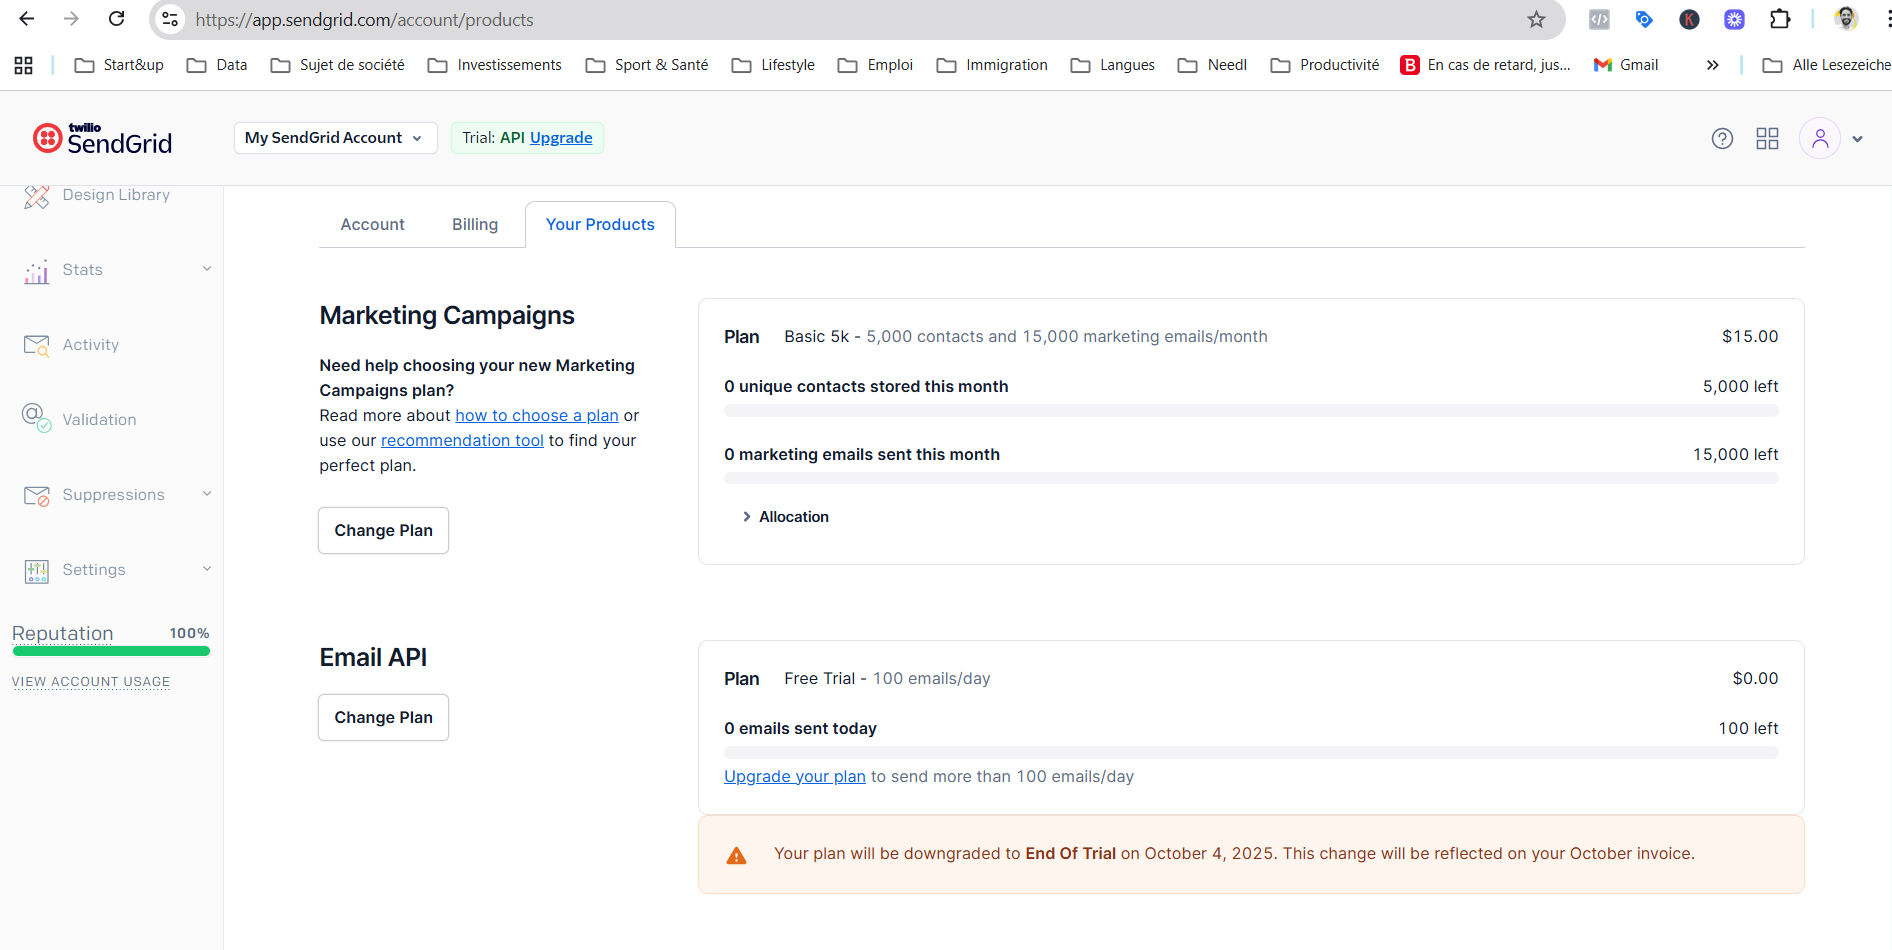 https://app.sendgrid.com/account/products
Start&up
Data
Sujet de société
Investissements
Sport & Santé
Lifestyle
Emploi
Immigration
Langues
Needl
Productivité
B
En cas de retard, jus...
Gmail
»
Alle Lesezeiche
K
twilio
SendGrid
My SendGrid Account
Trial: API Upgrade
Design Library
Stats
Activity
Validation
Suppressions
Settings
Reputation 100%
VIEW ACCOUNT USAGE
Account
Billing
Your Products
Marketing Campaigns
Need help choosing your new Marketing
Campaigns plan?
Read more about how to choose a plan or
use our recommendation tool to find your
perfect plan.
Change Plan
Plan Basic 5k - 5,000 contacts and 15,000 marketing emails/month $15.00
0 unique contacts stored this month 5,000 left
0 marketing emails sent this month 15,000 left
Allocation
Email API
Change Plan
Plan Free Trial - 100 emails/day $0.00
0 emails sent today 100 left
Upgrade your plan to send more than 100 emails/day
Your plan will be downgraded to End Of Trial on October 4, 2025. This change will be reflected on your October invoice.